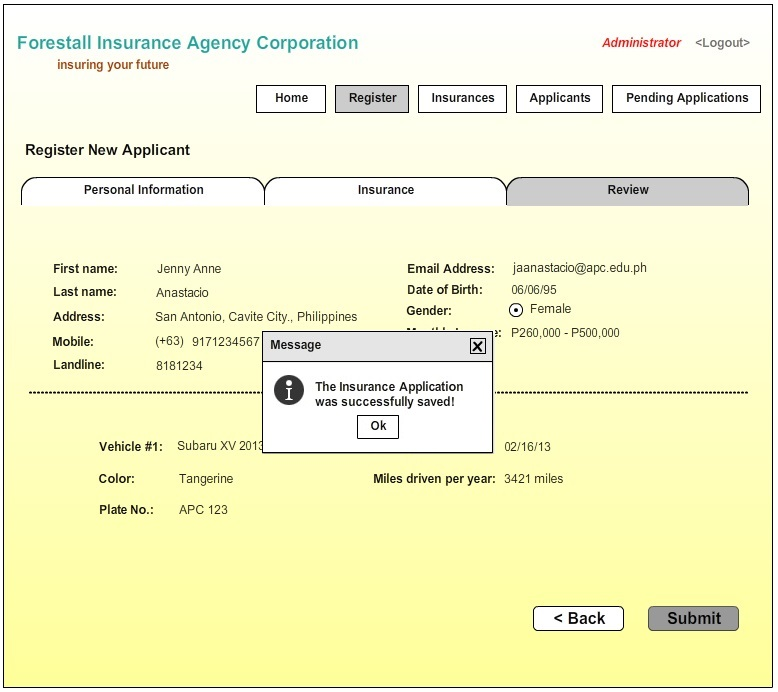 Forestall Insurance Agency Corporation
insuring your future
Administrator <Logout>
Home Register Insurances Applicants Pending Applications
Register New Applicant
Personal Information Insurance Review
First name: Jenny Anne
Last name: Anastacio
Address: San Antonio, Cavite City., Philippines
Mobile: (+63) 9171234567
Landline: 8181234
Email Address: jaanastacio@apc.edu.ph
Date of Birth: 06/06/95
Gender: Female
P260,000 - P500,000
Message
The Insurance Application
was successfully saved!
Ok
Vehicle #1: Subaru XV 2013
02/16/13
Color: Tangerine
Miles driven per year: 3421 miles
Plate No.: APC 123
< Back Submit